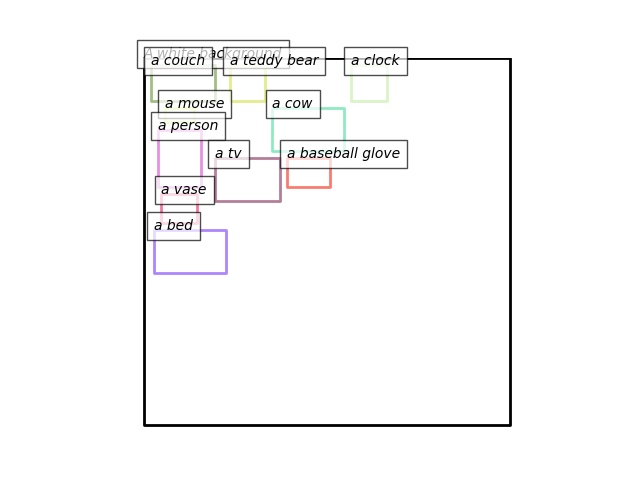 A white background
a couch
a teddy bear
a clock
a mouse
a cow
a person
a tv
a baseball glove
a vase
a bed